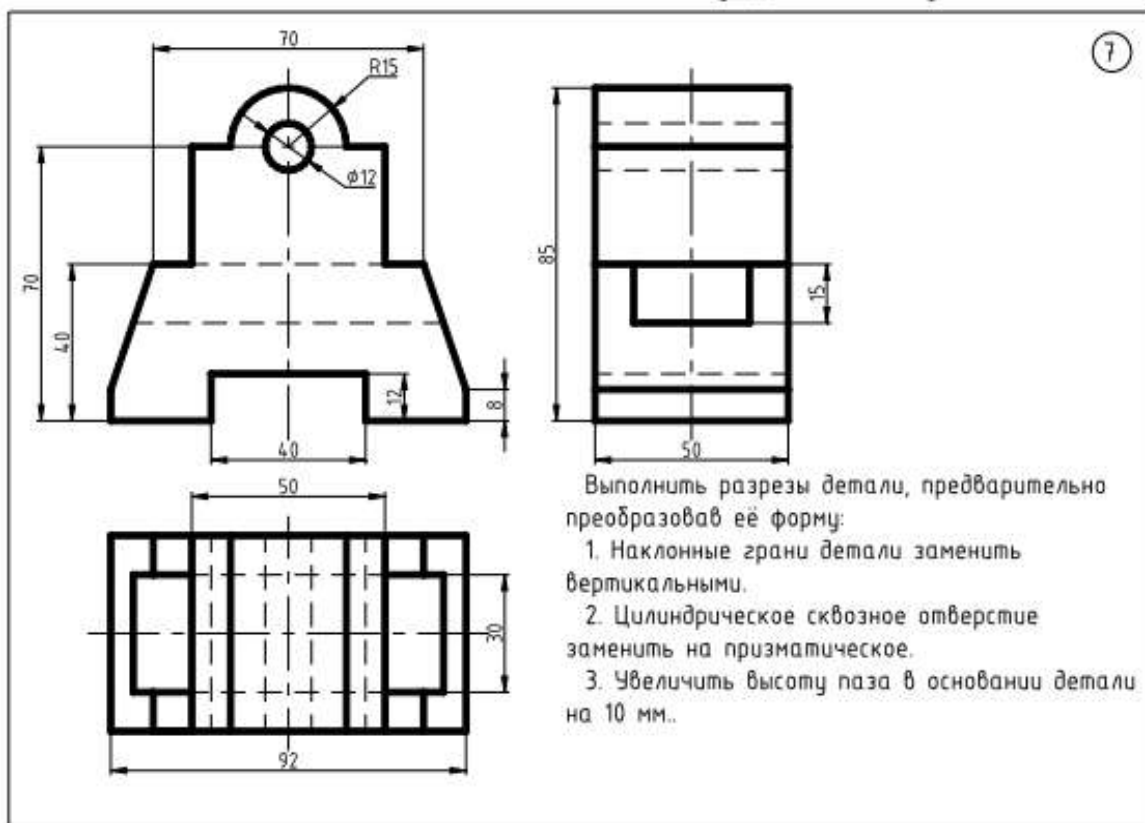 70
R15
7
φ12
70
40
12
8
40
85
15
50
50
30
92
Выполнить разрезы детали, предварительно
преобразовав её форму:
1. Наклонные грани детали заменить
вертикальными.
2. Цилиндрическое сквозное отверстие
заменить на призматическое.
3. Увеличить высоту паза в основании детали
на 10 мм..